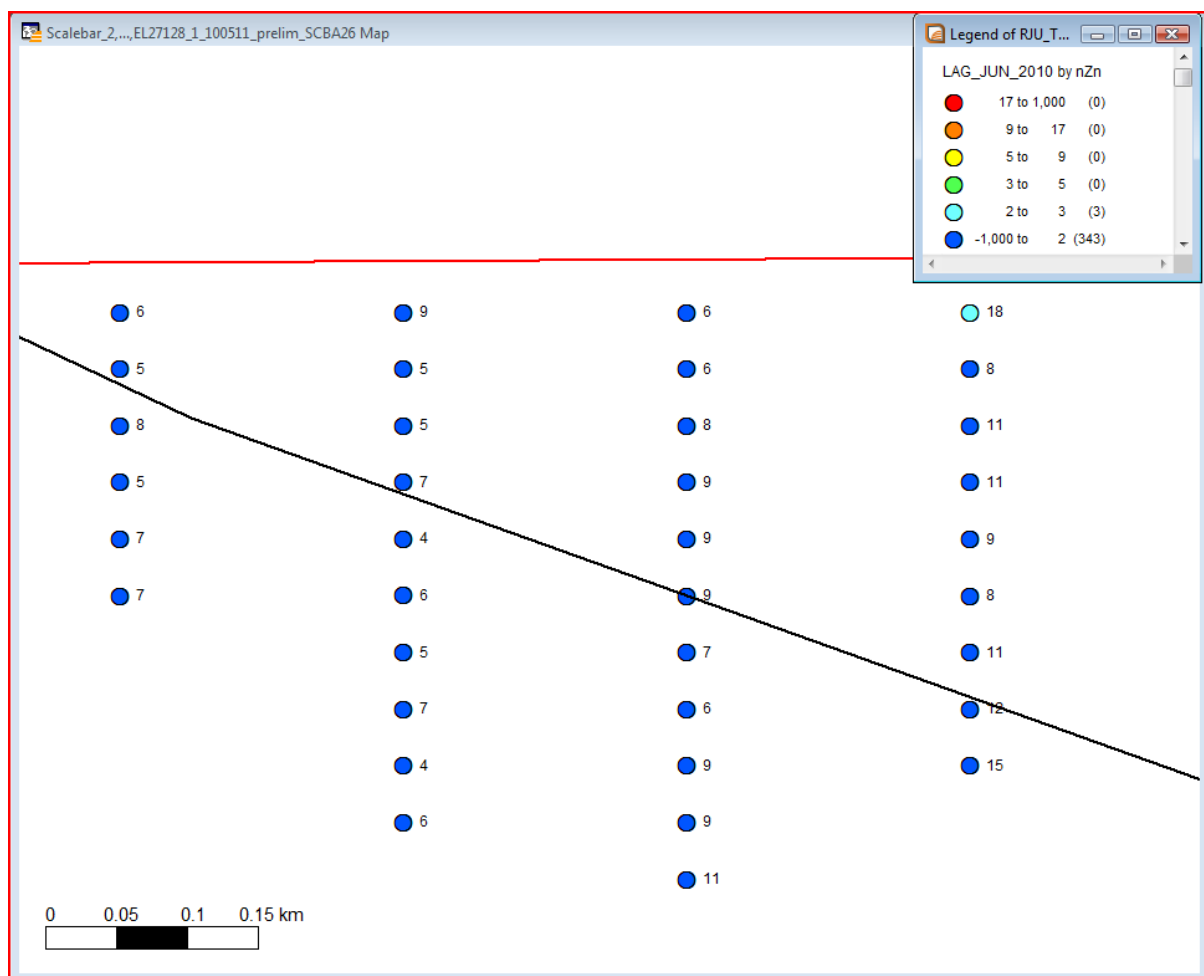 Scalebar_2,...,EL27128_1_100511_prelim_SCBA26 Map
Legend of RJU_T...
LAG_JUN_2010 by nZn
17 to 1,000 (0)
9 to 17 (0)
5 to 9 (0)
3 to 5 (0)
2 to 3 (3)
-1,000 to 2 (343)
6 9 6 18
5 5 6 8
8 5 8 11
5 7 9 11
7 4 9 9
7 6 9 8
5 7 11
7 6 12
4 9 15
6 9
11
0 0.05 0.1 0.15 km